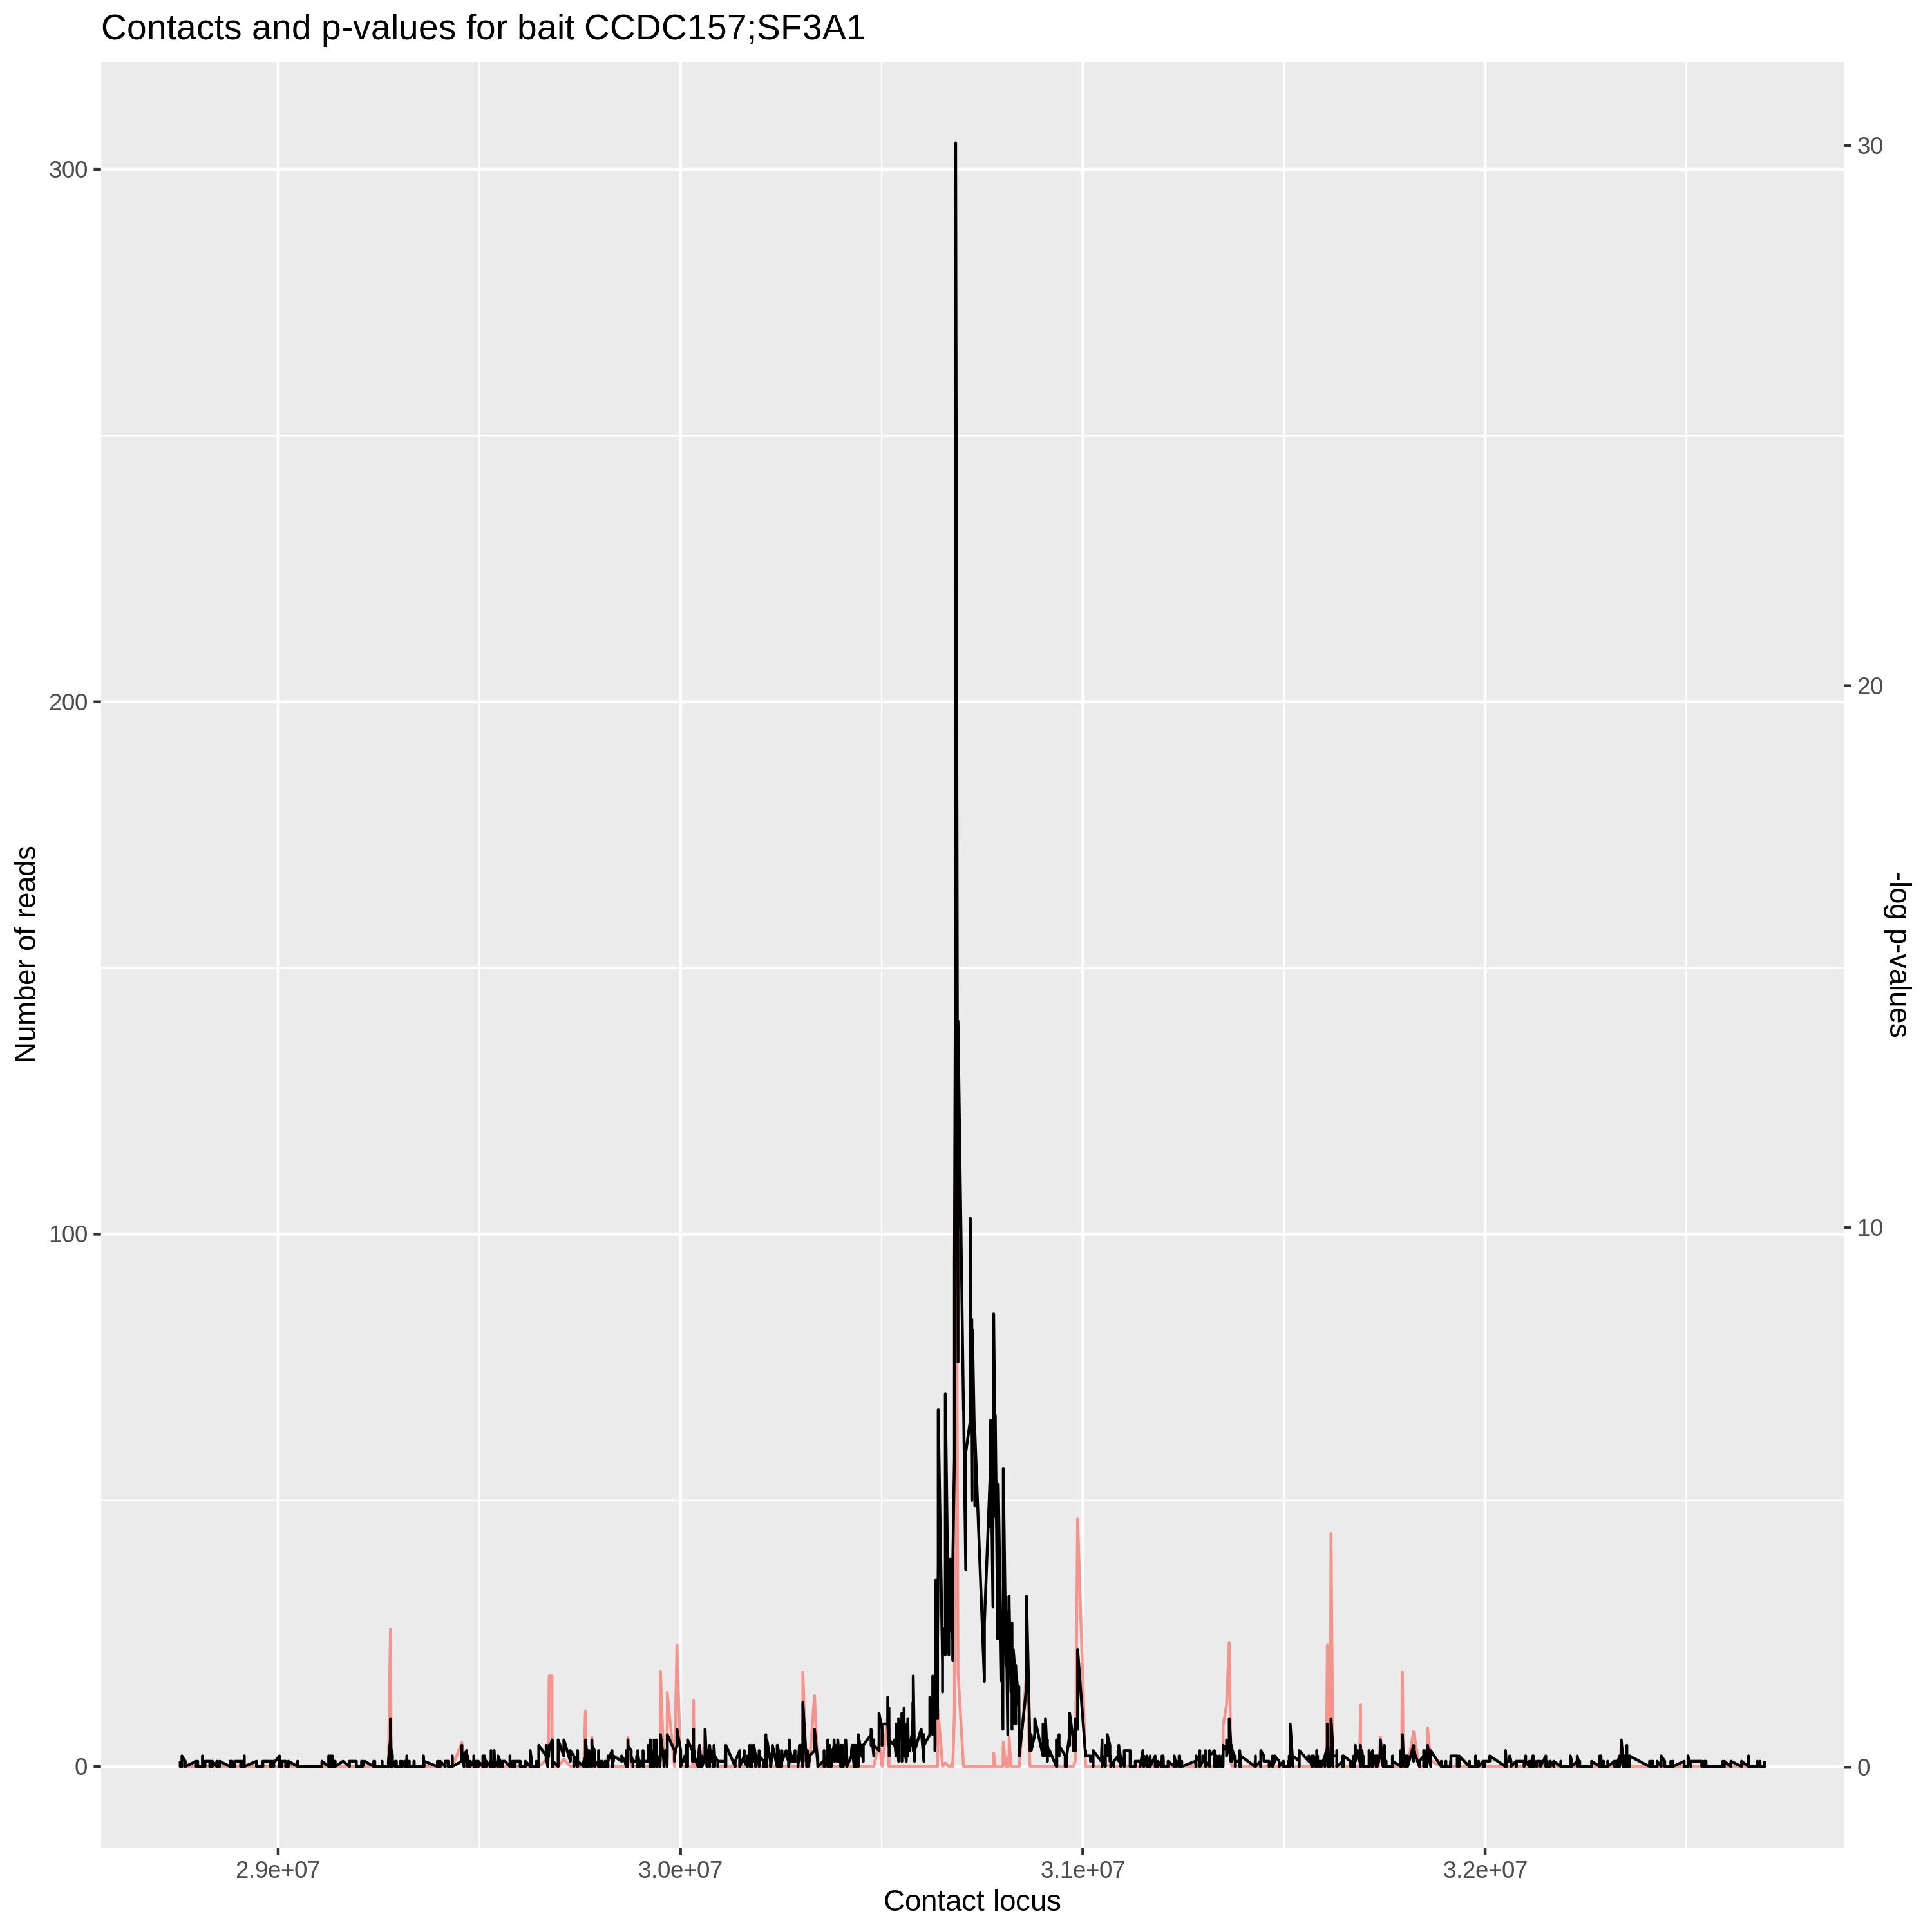 Contacts and p-values for bait CCDC157;SF3A1
300
200
100
0
Number of reads
30
20
10
0
-log p-values
2.9e+07 3.0e+07 3.1e+07 3.2e+07
Contact locus